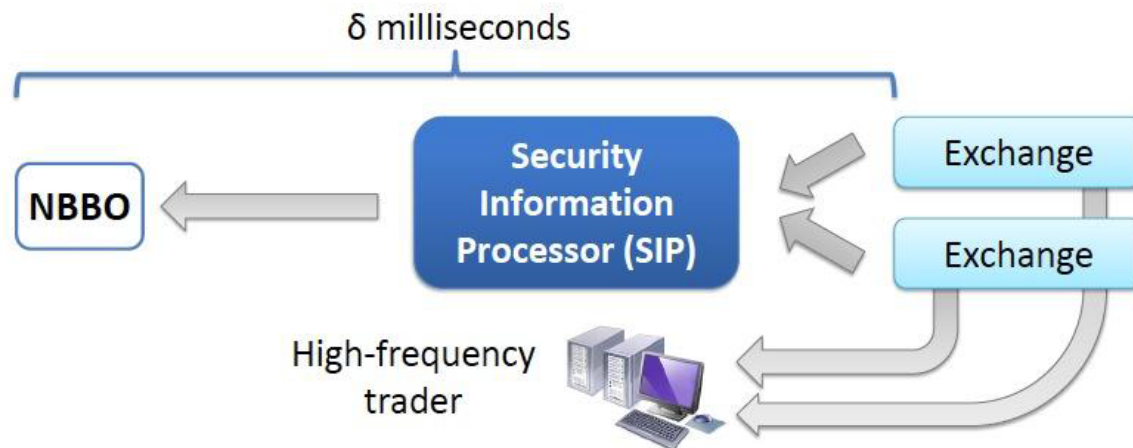 δ milliseconds
NBBO
Security
Information
Processor (SIP)
Exchange
Exchange
High-frequency
trader